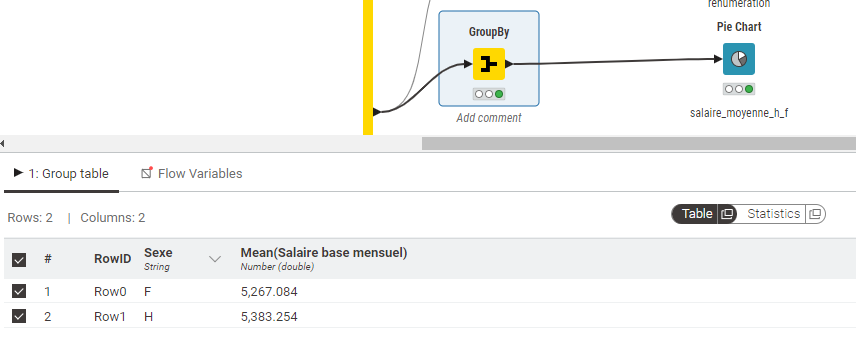 renumeration
GroupBy
Pie Chart
Add comment
salaire_moyenne_h_f
1: Group table
Flow Variables
Rows: 2 | Columns: 2
Table
Statistics
# RowID Sexe Mean(Salaire base mensuel)
String Number (double)
1 Row0 F 5,267.084
2 Row1 H 5,383.254